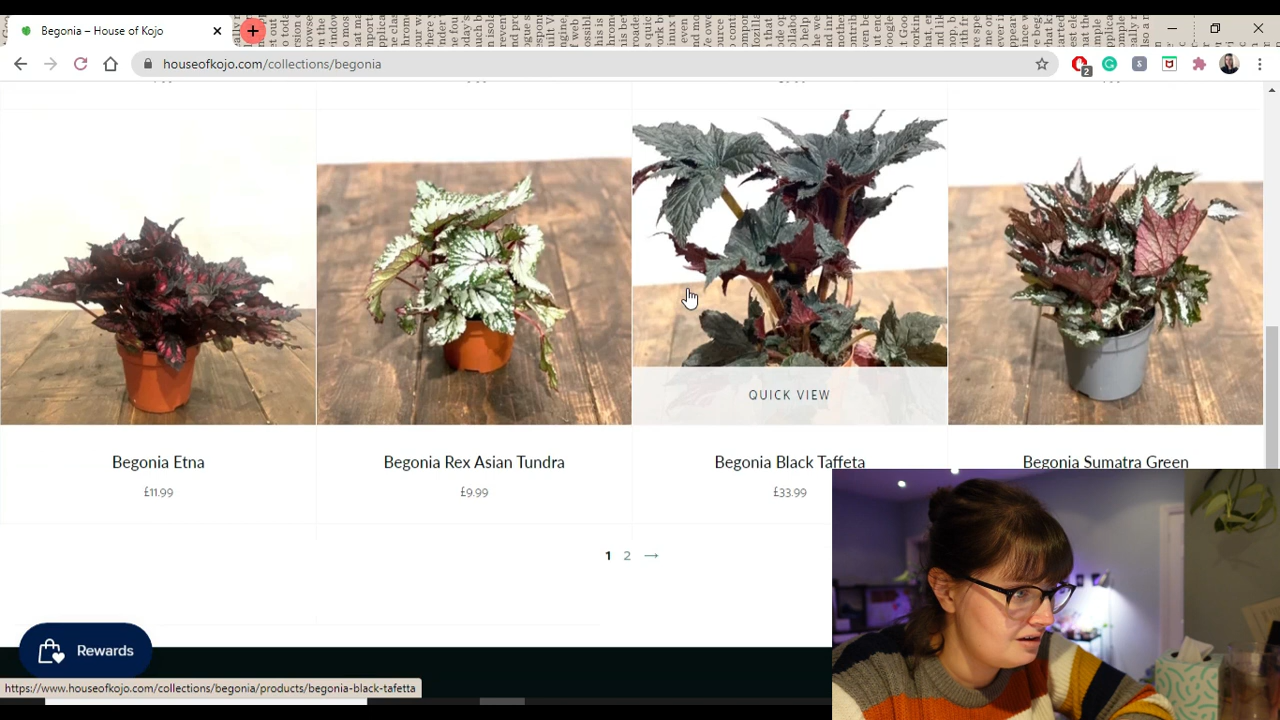 Begonia – House of Kojo
houseofkojo.com/collections/begonia
2
QUICK VIEW
Begonia Etna
Begonia Rex Asian Tundra
Begonia Black Taffeta
Begonia Sumatra Green
£11.99
£9.99
£33.99
1 2 →
Rewards
https://www.houseofkojo.com/collections/begonia/products/begonia-black-tafetta